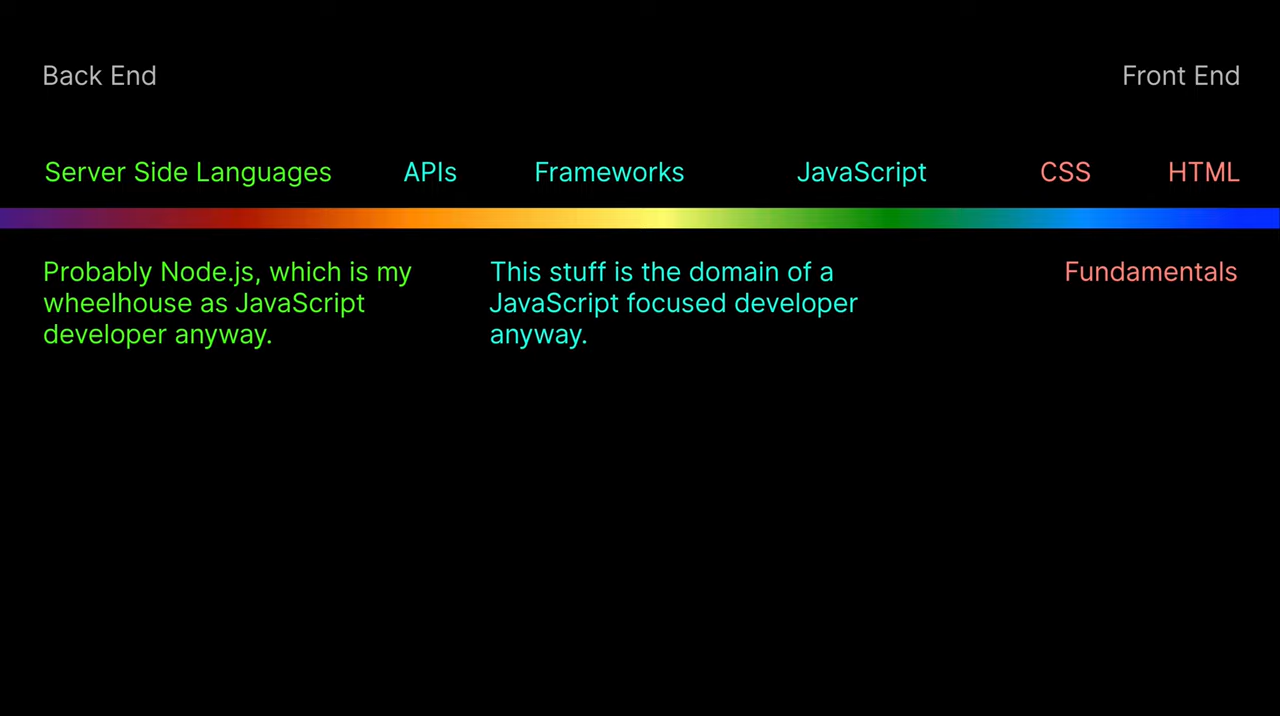 Back End
Front End
Server Side Languages
APIs
Frameworks
JavaScript
CSS
HTML
Probably Node.js, which is my
wheelhouse as JavaScript
developer anyway.
This stuff is the domain of a
JavaScript focused developer
anyway.
Fundamentals